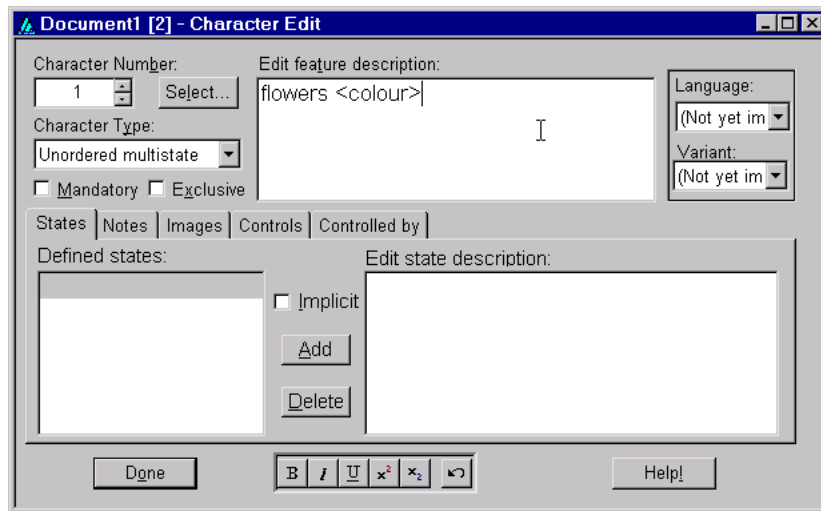 Document1 [2] - Character Edit
Character Number:
1
Select...
Character Type:
Unordered multistate
Mandatory
Exclusive
Edit feature description:
flowers <colour>
Language:
(Not yet im
Variant:
(Not yet im
States Notes Images Controls Controlled by
Defined states:
Implicit
Add
Delete
Edit state description:
Done
B i U x² x₂
Help!